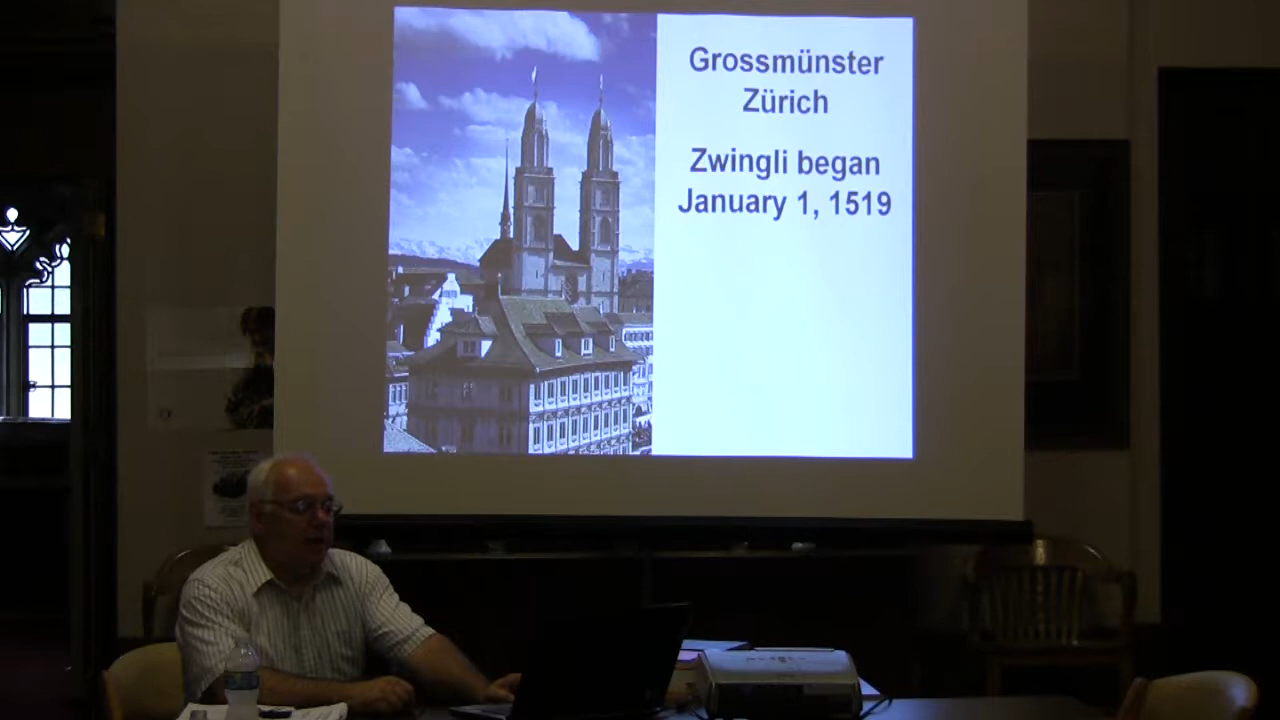 Grossmünster
Zürich
Zwingli began
January 1, 1519